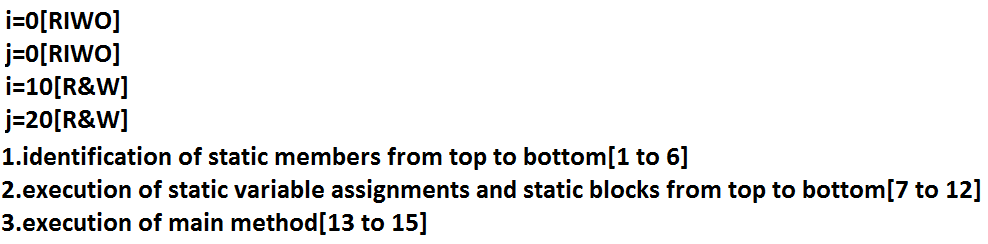 i=0[RIWO]
j=0[RIWO]
i=10[R&W]
j=20[R&W]
1.identification of static members from top to bottom[1 to 6]
2.execution of static variable assignments and static blocks from top to bottom[7 to 12]
3.execution of main method[13 to 15]